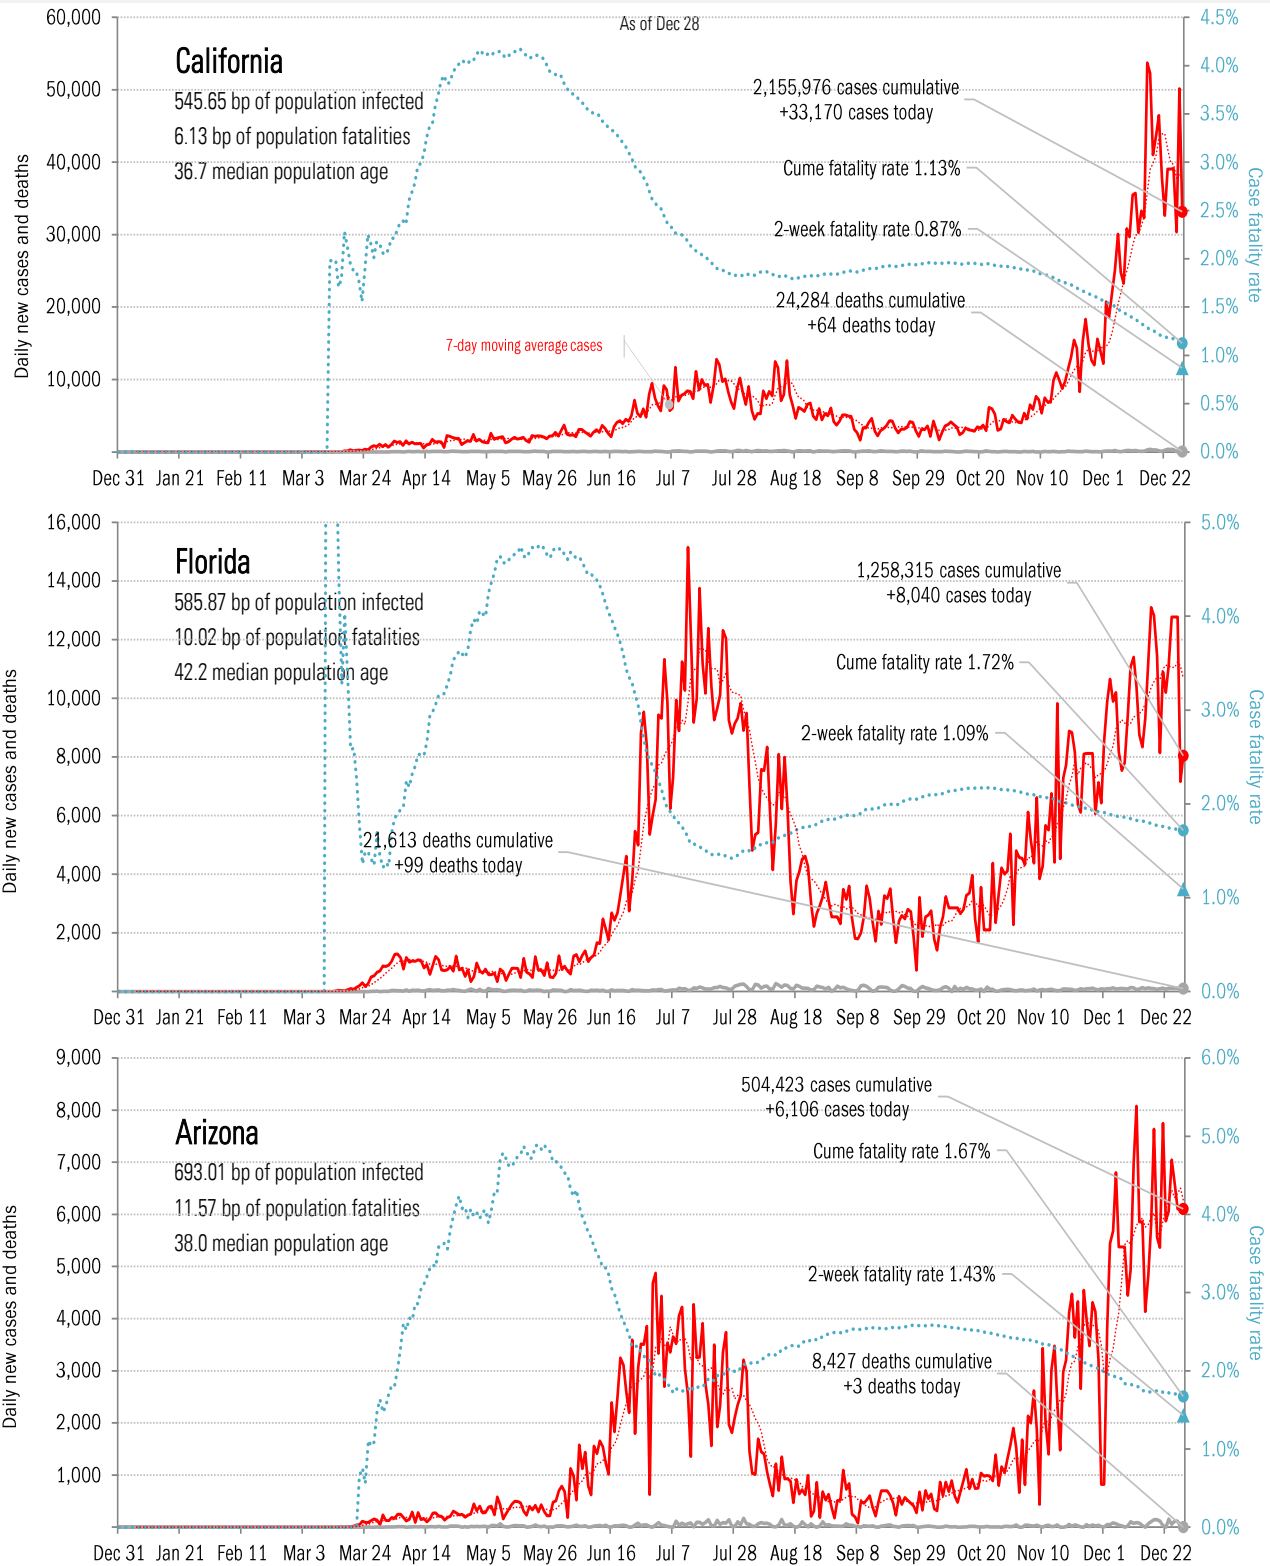 As of Dec 28
60,000
50,000
40,000
30,000
20,000
10,000
Daily new cases and deaths
California
545.65 bp of population infected
6.13 bp of population fatalities
36.7 median population age
2,155,976 cases cumulative
+33,170 cases today
Cume fatality rate 1.13%
2-week fatality rate 0.87%
24,284 deaths cumulative
+64 deaths today
7-day moving average cases
4.5%
4.0%
3.5%
3.0%
2.5%
2.0%
1.5%
1.0%
0.5%
0.0%
Case fatality rate
Dec 31 Jan 21 Feb 11 Mar 3 Mar 24 Apr 14 May 5 May 26 Jun 16 Jul 7 Jul 28 Aug 18 Sep 8 Sep 29 Oct 20 Nov 10 Dec 1 Dec 22
16,000
14,000
12,000
10,000
8,000
6,000
4,000
2,000
Daily new cases and deaths
Florida
585.87 bp of population infected
10.02 bp of population fatalities
42.2 median population age
1,258,315 cases cumulative
+8,040 cases today
Cume fatality rate 1.72%
2-week fatality rate 1.09%
21,613 deaths cumulative
+99 deaths today
5.0%
4.0%
3.0%
2.0%
1.0%
0.0%
Case fatality rate
Dec 31 Jan 21 Feb 11 Mar 3 Mar 24 Apr 14 May 5 May 26 Jun 16 Jul 7 Jul 28 Aug 18 Sep 8 Sep 29 Oct 20 Nov 10 Dec 1 Dec 22
9,000
8,000
7,000
6,000
5,000
4,000
3,000
2,000
1,000
Daily new cases and deaths
Arizona
693.01 bp of population infected
11.57 bp of population fatalities
38.0 median population age
504,423 cases cumulative
+6,106 cases today
Cume fatality rate 1.67%
2-week fatality rate 1.43%
8,427 deaths cumulative
+3 deaths today
6.0%
5.0%
4.0%
3.0%
2.0%
1.0%
0.0%
Case fatality rate
Dec 31 Jan 21 Feb 11 Mar 3 Mar 24 Apr 14 May 5 May 26 Jun 16 Jul 7 Jul 28 Aug 18 Sep 8 Sep 29 Oct 20 Nov 10 Dec 1 Dec 22